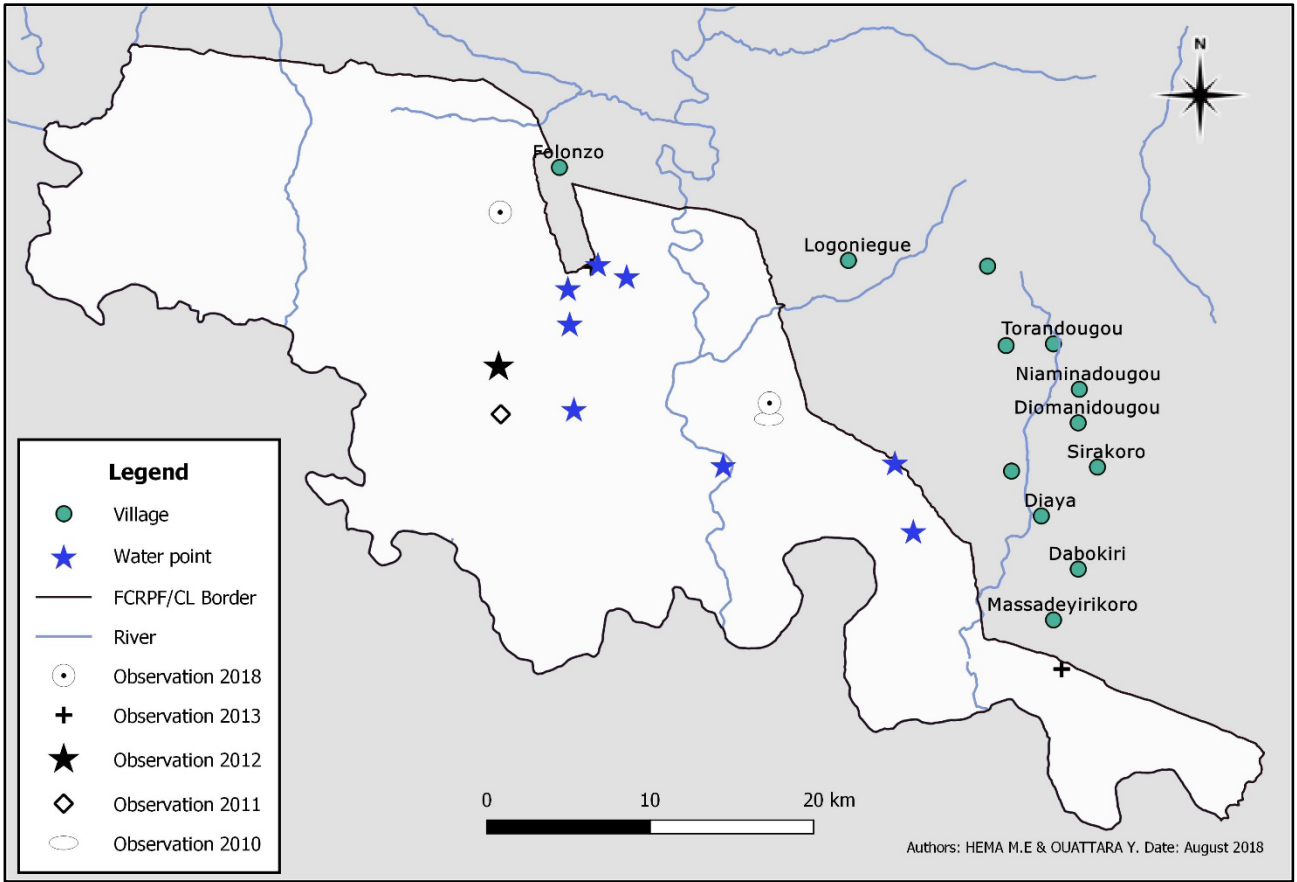 N
Folonzo
Logoniegue
Torandougou
Niaminadougou
Diomanidougou
Sirakoro
Diaya
Dabokiri
Massadeyirikoro
Legend
Village
Water point
FCRPF/CL Border
River
Observation 2018
Observation 2013
Observation 2012
Observation 2011
Observation 2010
0 10 20 km
Authors: HEMA M.E & OUATTARA Y. Date: August 2018